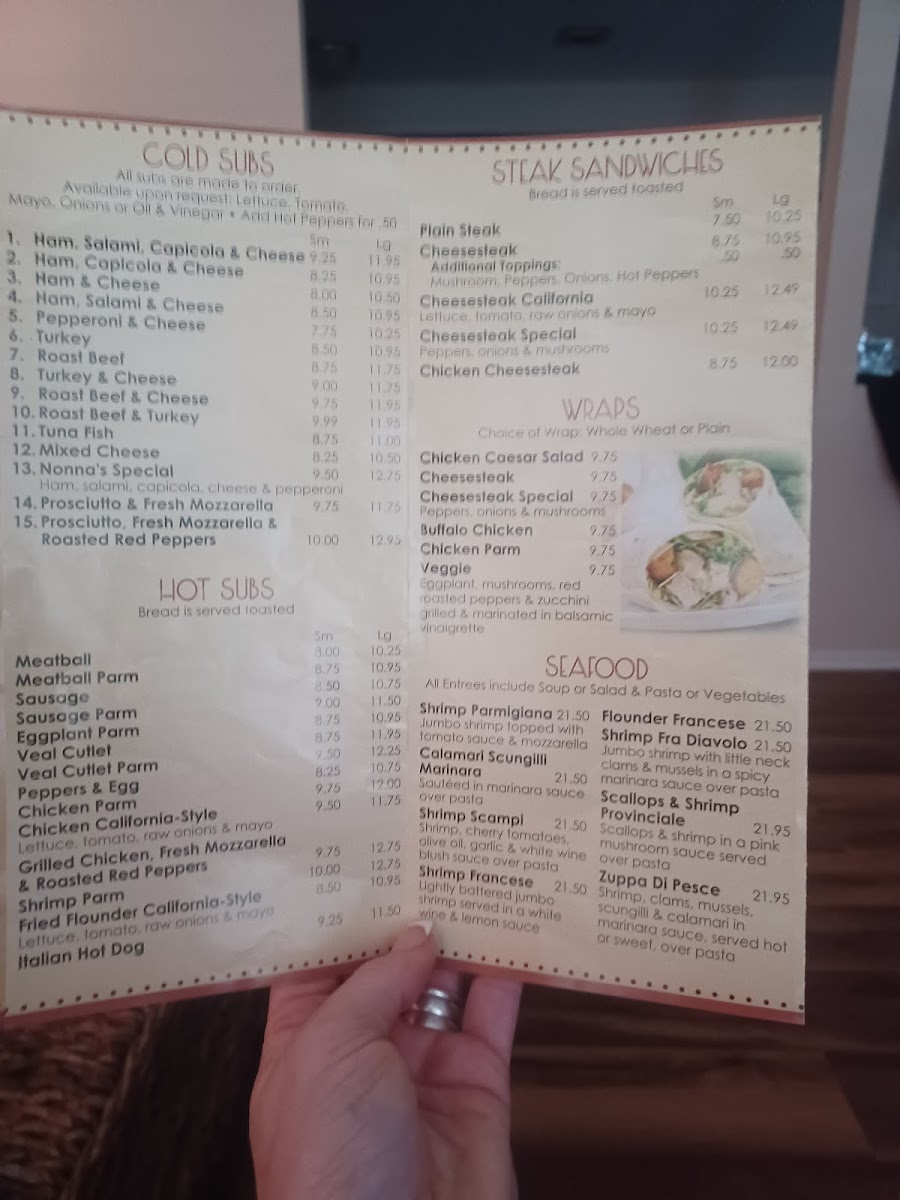 COLD SUBS
All subs are made to order.
Available upon request: Lettuce, Tomato,
Mayo, Onions or Oil & Vinegar • Add Hot Peppers for .50
Sm Lg
1. Ham, Salami, Capicola & Cheese 9.25 11.95
2. Ham, Capicola & Cheese 8.25 10.95
3. Ham & Cheese 8.00 10.50
4. Ham, Salami & Cheese 8.50 10.95
5. Pepperoni & Cheese 7.75 10.25
6. Turkey 8.50 10.95
7. Roast Beef 8.75 11.75
8. Turkey & Cheese 9.00 11.75
9. Roast Beef & Cheese 9.75 11.95
10. Roast Beef & Turkey 9.99 11.95
11. Tuna Fish 8.75 11.00
12. Mixed Cheese 8.25 10.50
13. Nonna's Special 9.50 12.75
Ham, salami, capicola, cheese & pepperoni
14. Prosciutto & Fresh Mozzarella 9.75 11.75
15. Prosciutto, Fresh Mozzarella &
Roasted Red Peppers 10.00 12.95
HOT SUBS
Bread is served toasted
Sm Lg
Meatball 8.00 10.25
Meatball Parm 8.75 10.95
Sausage 8.50 10.75
Sausage Parm 9.00 11.50
Eggplant Parm 8.75 10.95
Veal Cutlet 8.75 11.95
Veal Cutlet Parm 9.50 12.25
Peppers & Egg 8.25 10.75
Chicken Parm 9.75 12.00
Chicken California-Style 9.50 11.75
Lettuce, tomato, raw onions & mayo
Grilled Chicken, Fresh Mozzarella
& Roasted Red Peppers 9.75 12.75
Shrimp Parm 10.00 12.75
Fried Flounder California-Style 8.50 10.95
Lettuce, tomato, raw onions & mayo
Italian Hot Dog 9.25 11.50
STEAK SANDWICHES
Bread is served toasted
Sm Lg
Plain Steak 7.50 10.25
Cheesesteak 8.75 10.95
Additional Toppings: .50 .50
Mushroom, Peppers, Onions, Hot Peppers
Cheesesteak California 10.25 12.49
Lettuce, tomato, raw onions & mayo
Cheesesteak Special 10.25 12.49
Peppers, onions & mushrooms
Chicken Cheesesteak 8.75 12.00
WRAPS
Choice of Wrap: Whole Wheat or Plain
Chicken Caesar Salad 9.75
Cheesesteak 9.75
Cheesesteak Special 9.75
Peppers, onions & mushrooms
Buffalo Chicken 9.75
Chicken Parm 9.75
Veggie 9.75
Eggplant, mushrooms, red
roasted peppers & zucchini
grilled & marinated in balsamic
vinaigrette
SEAFOOD
All Entrees include Soup or Salad & Pasta or Vegetables
Shrimp Parmigiana 21.50
Jumbo shrimp topped with
tomato sauce & mozzarella
Calamari Scungilli
Marinara 21.50
Sautéed in marinara sauce
over pasta
Shrimp Scampi 21.50
Shrimp, cherry tomatoes,
olive oil, garlic & white wine
blush sauce over pasta
Shrimp Francese 21.50
Lightly battered jumbo
shrimp served in a white
wine & lemon sauce
Flounder Francese 21.50
Shrimp Fra Diavolo 21.50
Jumbo shrimp with little neck
clams & mussels in a spicy
marinara sauce over pasta
Scallops & Shrimp
Provinciale 21.95
Scallops & shrimp in a pink
mushroom sauce served
over pasta
Zuppa Di Pesce 21.95
Shrimp, clams, mussels,
scungilli & calamari in
marinara sauce, served hot
or sweet, over pasta